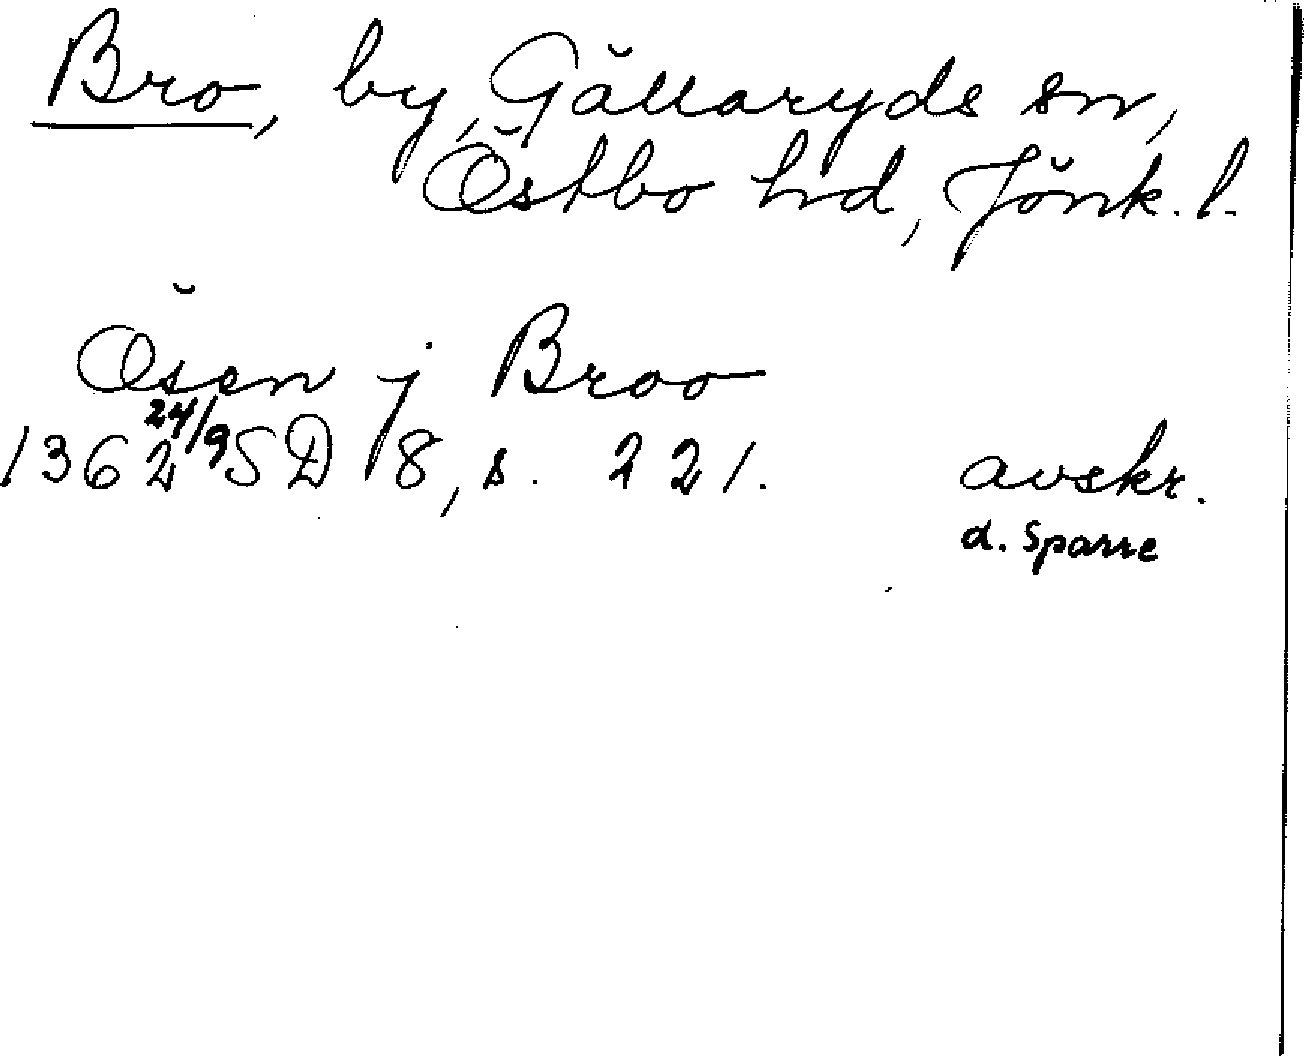 Bro, by, Gällaryds sn,
Östbo hd, Jönk. l.
Ösen j Broo
1362 24/9 SD 8, s. 221. avskr.
d. Sparre